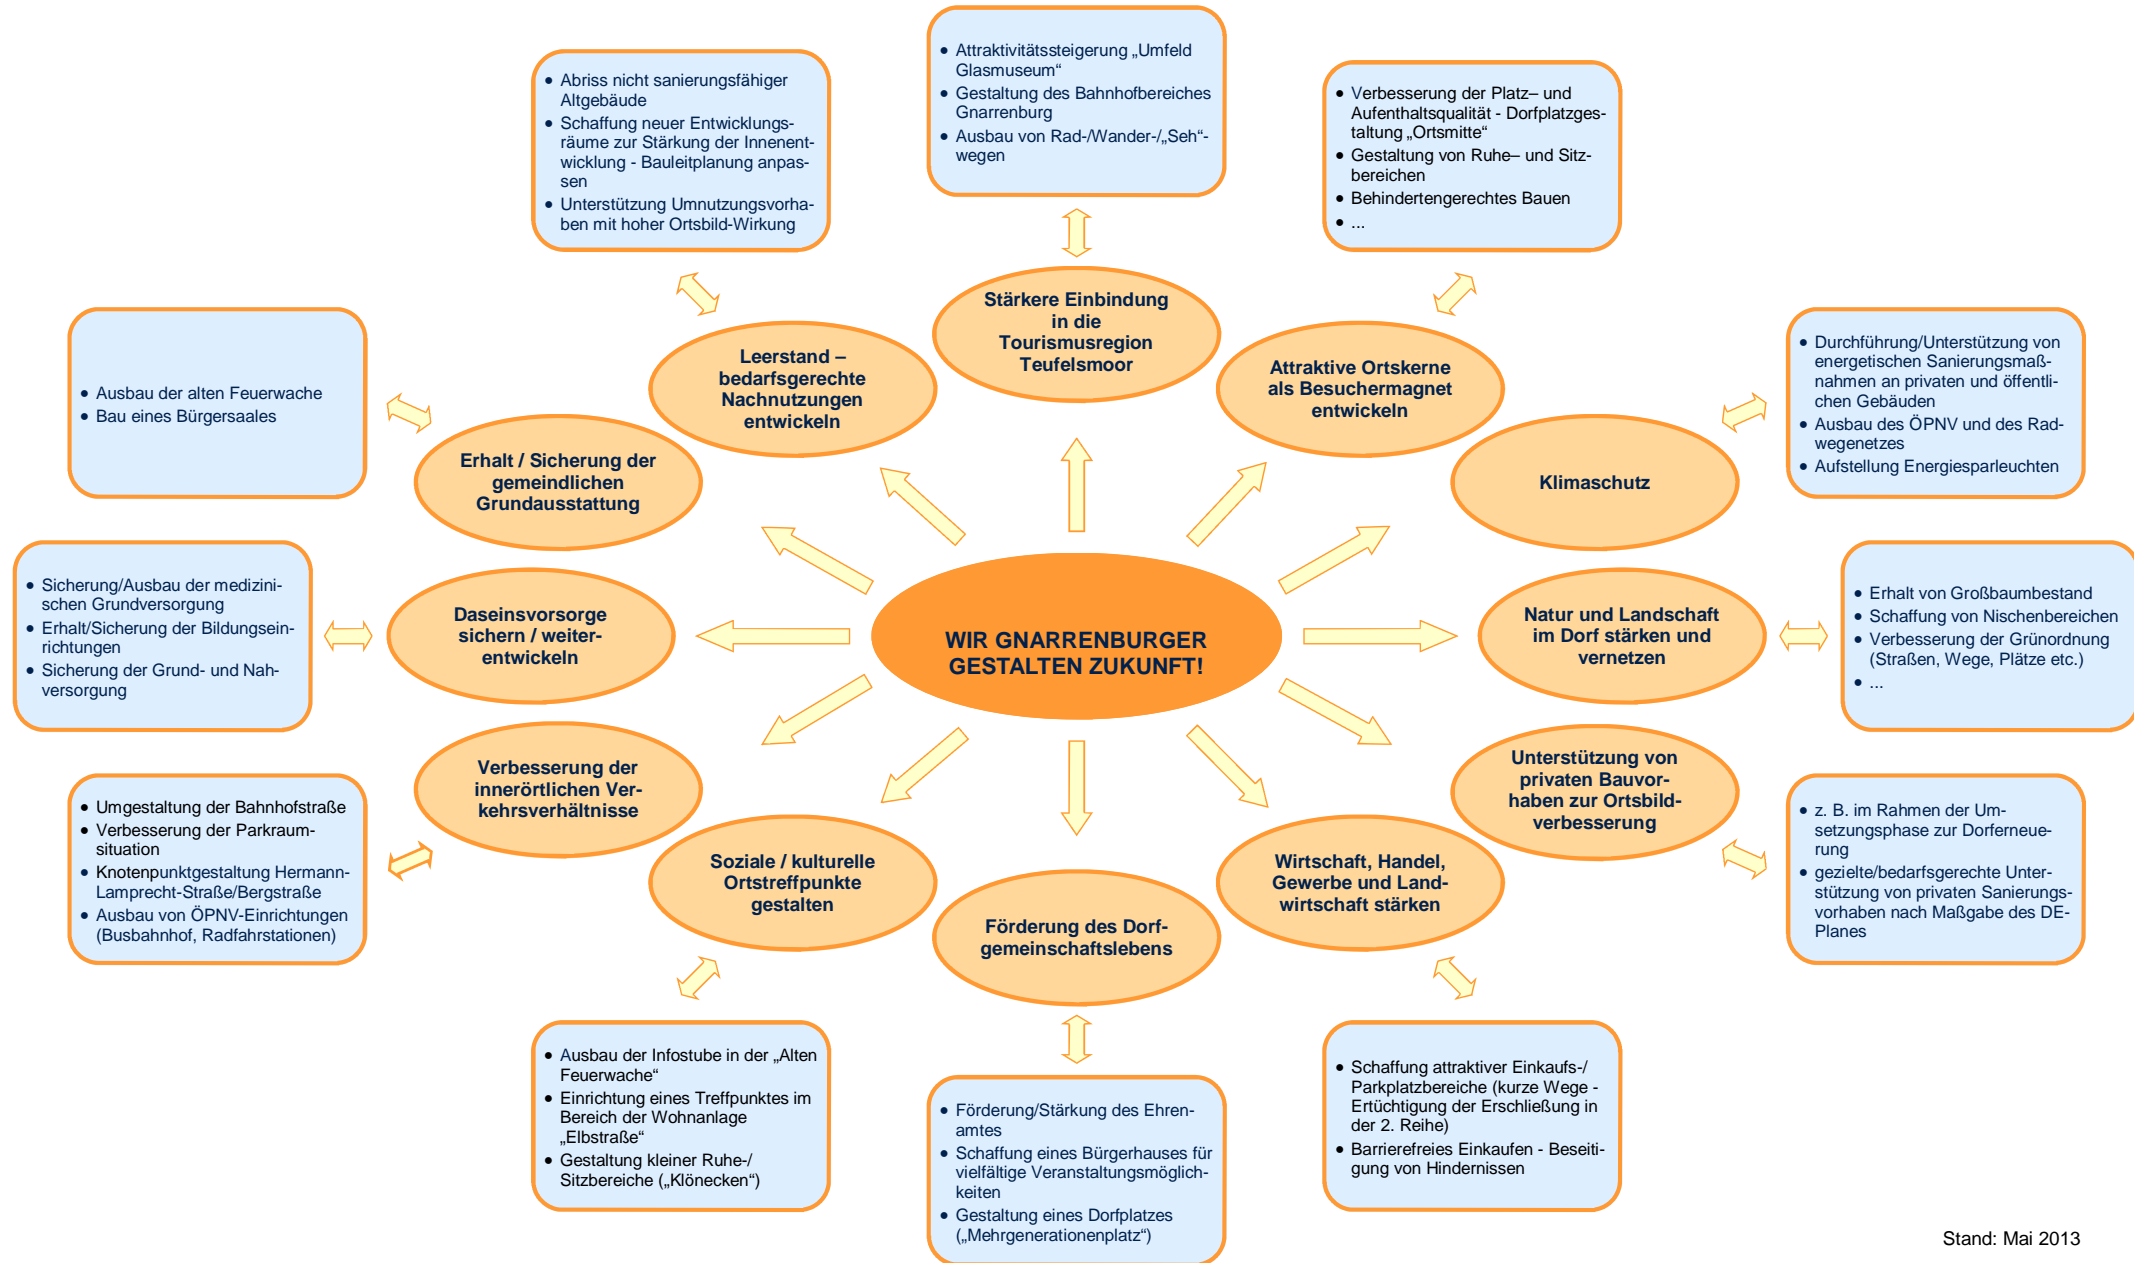 • Attraktivitätssteigerung „Umfeld
Glasmuseum“
• Gestaltung des Bahnhofbereiches
Gnarrenburg
• Ausbau von Rad-/Wander-/„Seh“-
wegen
• Abriss nicht sanierungsfähiger
Altgebäude
• Schaffung neuer Entwicklungs-
räume zur Stärkung der Innenent-
wicklung - Bauleitplanung anpas-
sen
• Unterstützung Umnutzungsvorha-
ben mit hoher Ortsbild-Wirkung
• Verbesserung der Platz– und
Aufenthaltsqualität - Dorfplatzges-
taltung „Ortsmitte“
• Gestaltung von Ruhe– und Sitz-
bereichen
• Behindertengerechtes Bauen
• ...
Stärkere Einbindung
in die
Tourismusregion
Teufelsmoor
Leerstand –
bedarfsgerechte
Nachnutzungen
entwickeln
Attraktive Ortskerne
als Besuchermagnet
entwickeln
• Ausbau der alten Feuerwache
• Bau eines Bürgersaales
• Durchführung/Unterstützung von
energetischen Sanierungsmaß-
nahmen an privaten und öffentli-
chen Gebäuden
• Ausbau des ÖPNV und des Rad-
wegenetzes
• Aufstellung Energiesparleuchten
Erhalt / Sicherung der
gemeindlichen
Grundausstattung
Klimaschutz
• Sicherung/Ausbau der medizini-
schen Grundversorgung
• Erhalt/Sicherung der Bildungsein-
richtungen
• Sicherung der Grund- und Nah-
versorgung
Daseinsvorsorge
sichern / weiter-
entwickeln
WIR GNARRENBURGER
GESTALTEN ZUKUNFT!
Natur und Landschaft
im Dorf stärken und
vernetzen
• Erhalt von Großbaumbestand
• Schaffung von Nischenbereichen
• Verbesserung der Grünordnung
(Straßen, Wege, Plätze etc.)
• ...
Verbesserung der
innerörtlichen Ver-
kehrsverhältnisse
Unterstützung von
privaten Bauvor-
haben zur Ortsbild-
verbesserung
• Umgestaltung der Bahnhofstraße
• Verbesserung der Parkraum-
situation
• Knotenpunktgestaltung Hermann-
Lamprecht-Straße/Bergstraße
• Ausbau von ÖPNV-Einrichtungen
(Busbahnhof, Radfahrstationen)
• z. B. im Rahmen der Um-
setzungsphase zur Dorferneue-
rung
• gezielte/bedarfsgerechte Unter-
stützung von privaten Sanierungs-
vorhaben nach Maßgabe des DE-
Planes
Soziale / kulturelle
Ortstreffpunkte
gestalten
Wirtschaft, Handel,
Gewerbe und Land-
wirtschaft stärken
Förderung des Dorf-
gemeinschaftslebens
• Ausbau der Infostube in der „Alten
Feuerwache“
• Einrichtung eines Treffpunktes im
Bereich der Wohnanlage
„Elbstraße“
• Gestaltung kleiner Ruhe-/
Sitzbereiche („Klönecken“)
• Förderung/Stärkung des Ehren-
amtes
• Schaffung eines Bürgerhauses für
vielfältige Veranstaltungsmöglich-
keiten
• Gestaltung eines Dorfplatzes
(„Mehrgenerationenplatz“)
• Schaffung attraktiver Einkaufs-/
Parkplatzbereiche (kurze Wege -
Ertüchtigung der Erschließung in
der 2. Reihe)
• Barrierefreies Einkaufen - Beseiti-
gung von Hindernissen
Stand: Mai 2013